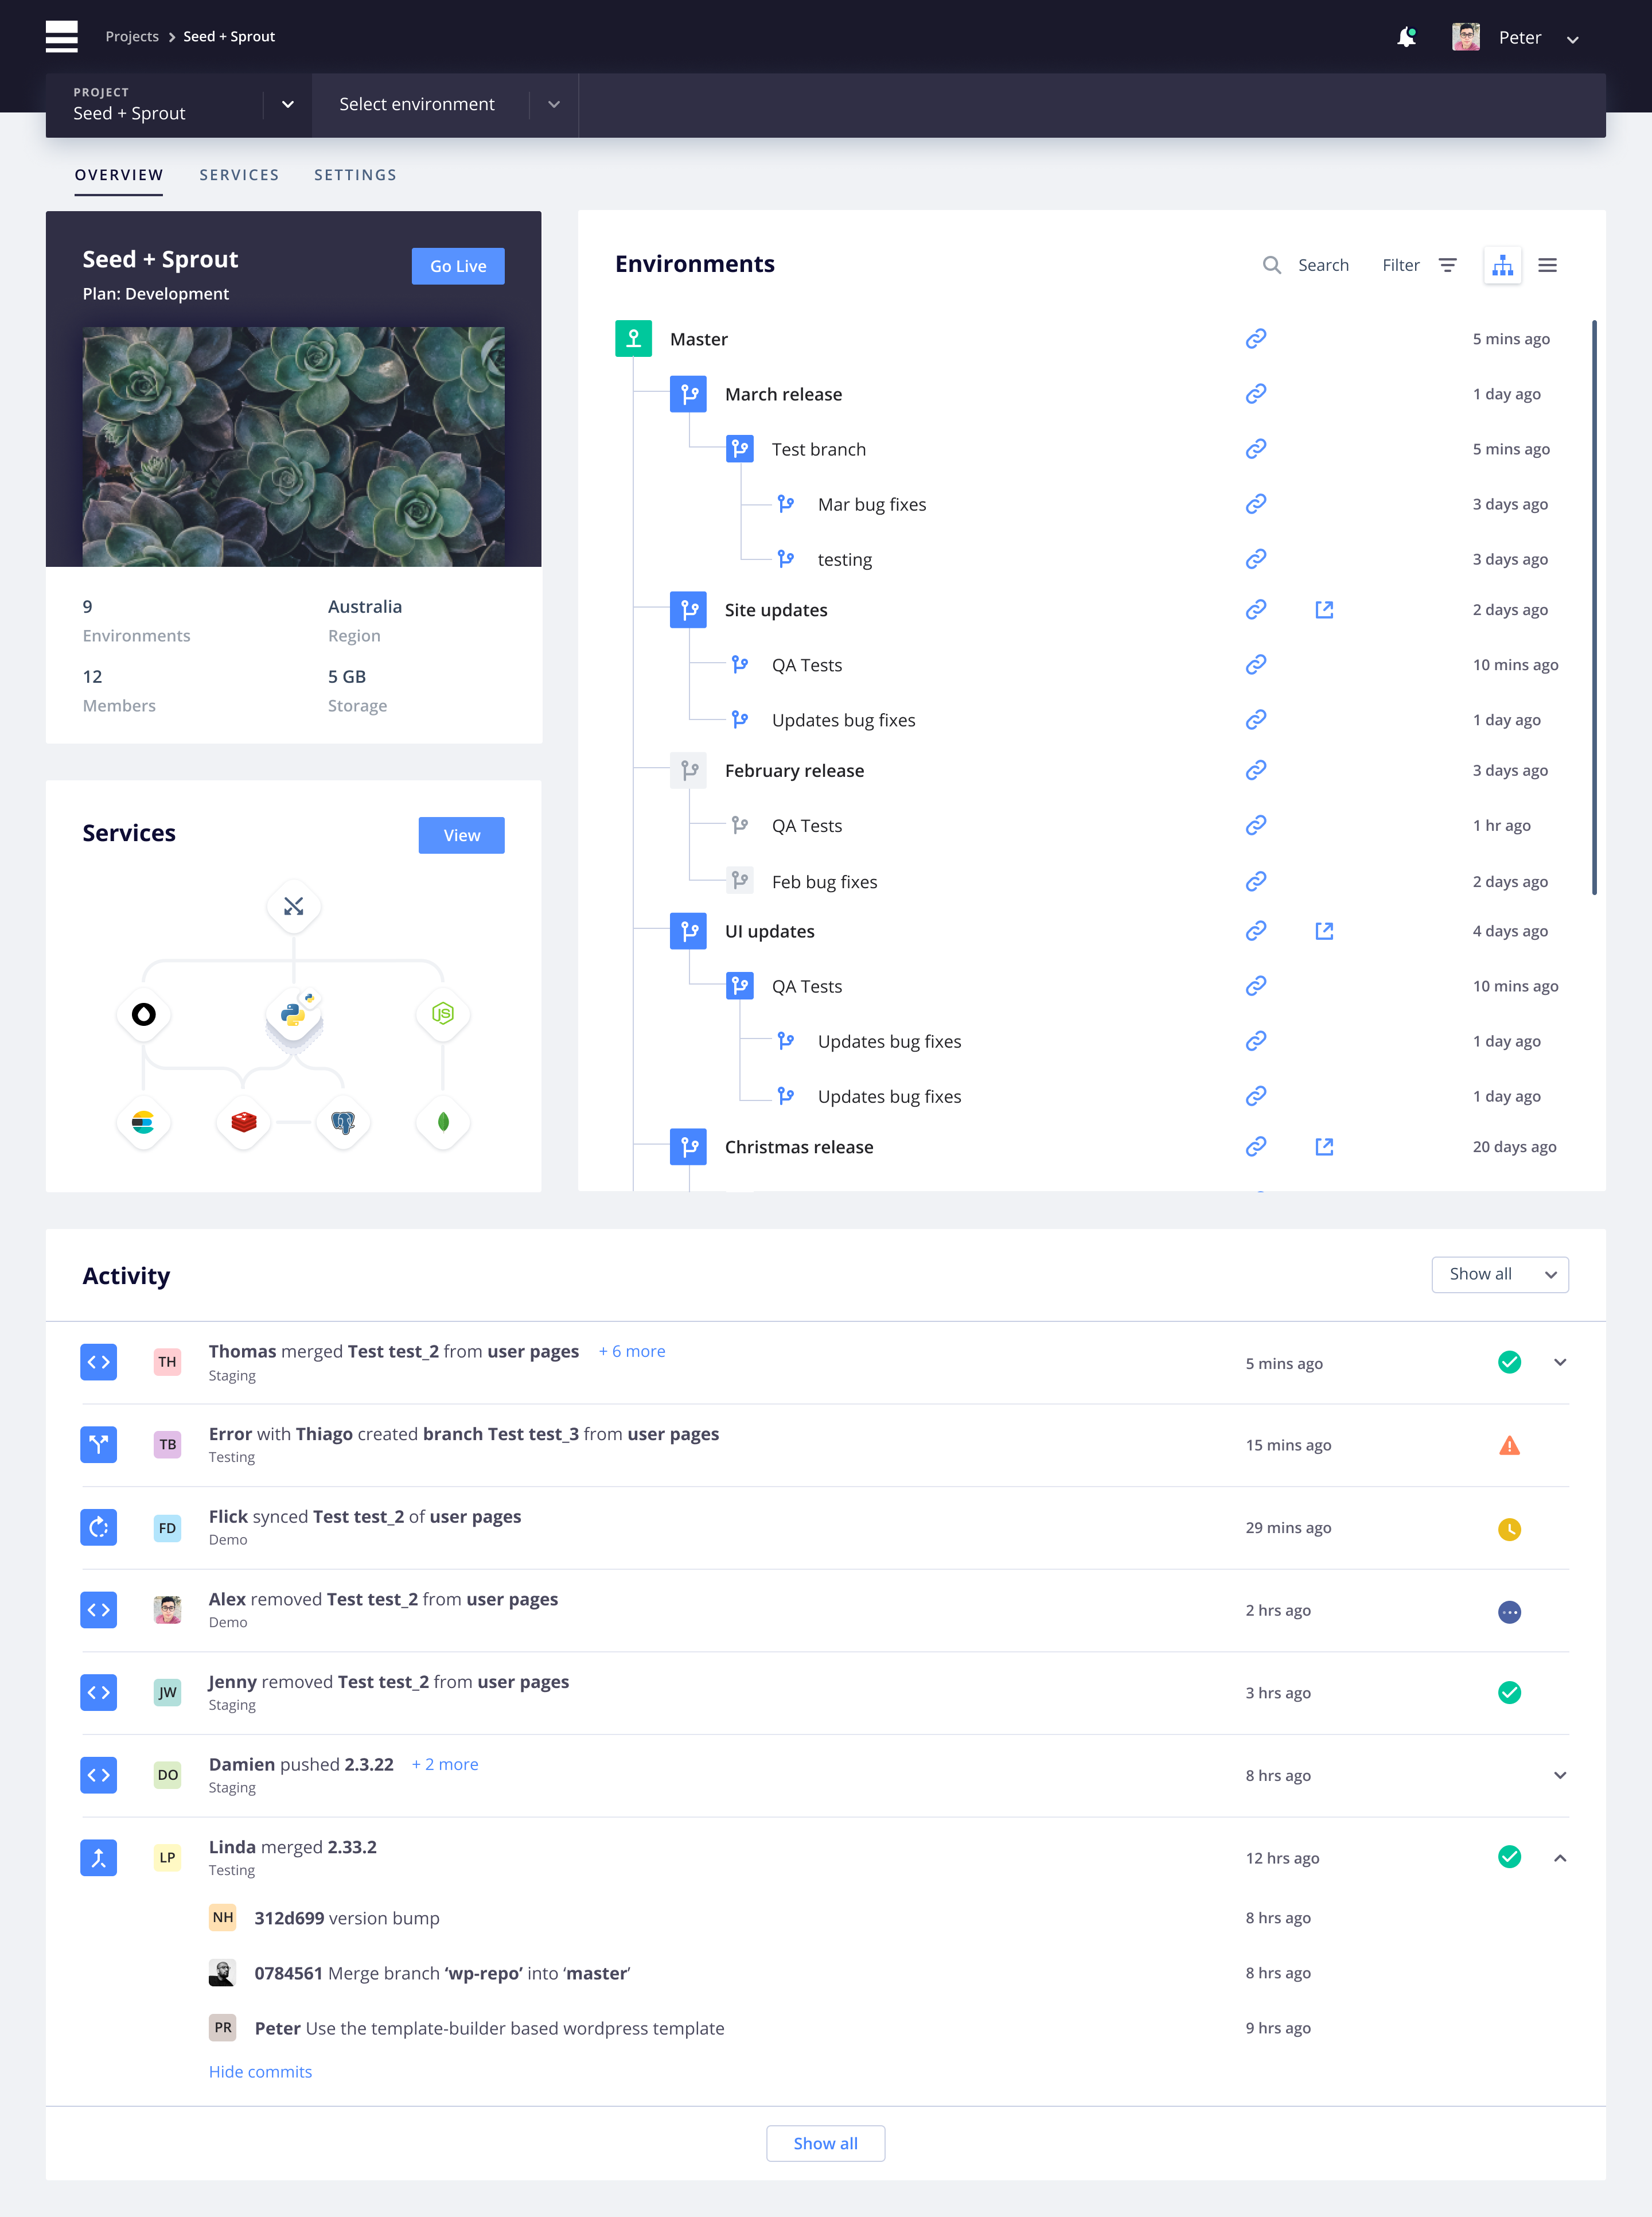 Projects > Seed + Sprout
Peter
PROJECT
Seed + Sprout
Select environment
OVERVIEW SERVICES SETTINGS
Seed + Sprout
Go Live
Plan: Development
9
Environments
Australia
Region
12
Members
5 GB
Storage
Services
View
JS
Environments
Search
Filter
Master 5 mins ago
March release 1 day ago
Test branch 5 mins ago
Mar bug fixes 3 days ago
testing 3 days ago
Site updates 2 days ago
QA Tests 10 mins ago
Updates bug fixes 1 day ago
February release 3 days ago
QA Tests 1 hr ago
Feb bug fixes 2 days ago
UI updates 4 days ago
QA Tests 10 mins ago
Updates bug fixes 1 day ago
Updates bug fixes 1 day ago
Christmas release 20 days ago
Activity
Show all
TH Thomas merged Test test_2 from user pages + 6 more 5 mins ago
Staging
TB Error with Thiago created branch Test test_3 from user pages 15 mins ago
Testing
FD Flick synced Test test_2 of user pages 29 mins ago
Demo
Alex removed Test test_2 from user pages 2 hrs ago
Demo
JW Jenny removed Test test_2 from user pages 3 hrs ago
Staging
DO Damien pushed 2.3.22 + 2 more 8 hrs ago
Staging
LP Linda merged 2.33.2 12 hrs ago
Testing
NH 312d699 version bump 8 hrs ago
0784561 Merge branch ‘wp-repo’ into ‘master’ 8 hrs ago
PR Peter Use the template-builder based wordpress template 9 hrs ago
Hide commits
Show all